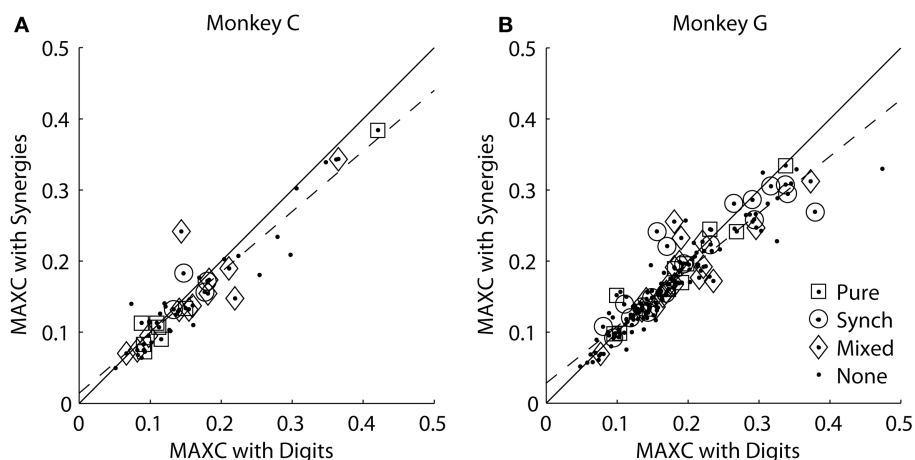 A
Monkey C
0.5
0.4
0.3
0.2
0.1
0
0
0.1
0.2
0.3
0.4
0.5
MAXC with Synergies
MAXC with Digits
B
Monkey G
0.5
0.4
0.3
0.2
0.1
0
0
0.1
0.2
0.3
0.4
0.5
MAXC with Synergies
MAXC with Digits
Pure
Synch
Mixed
None